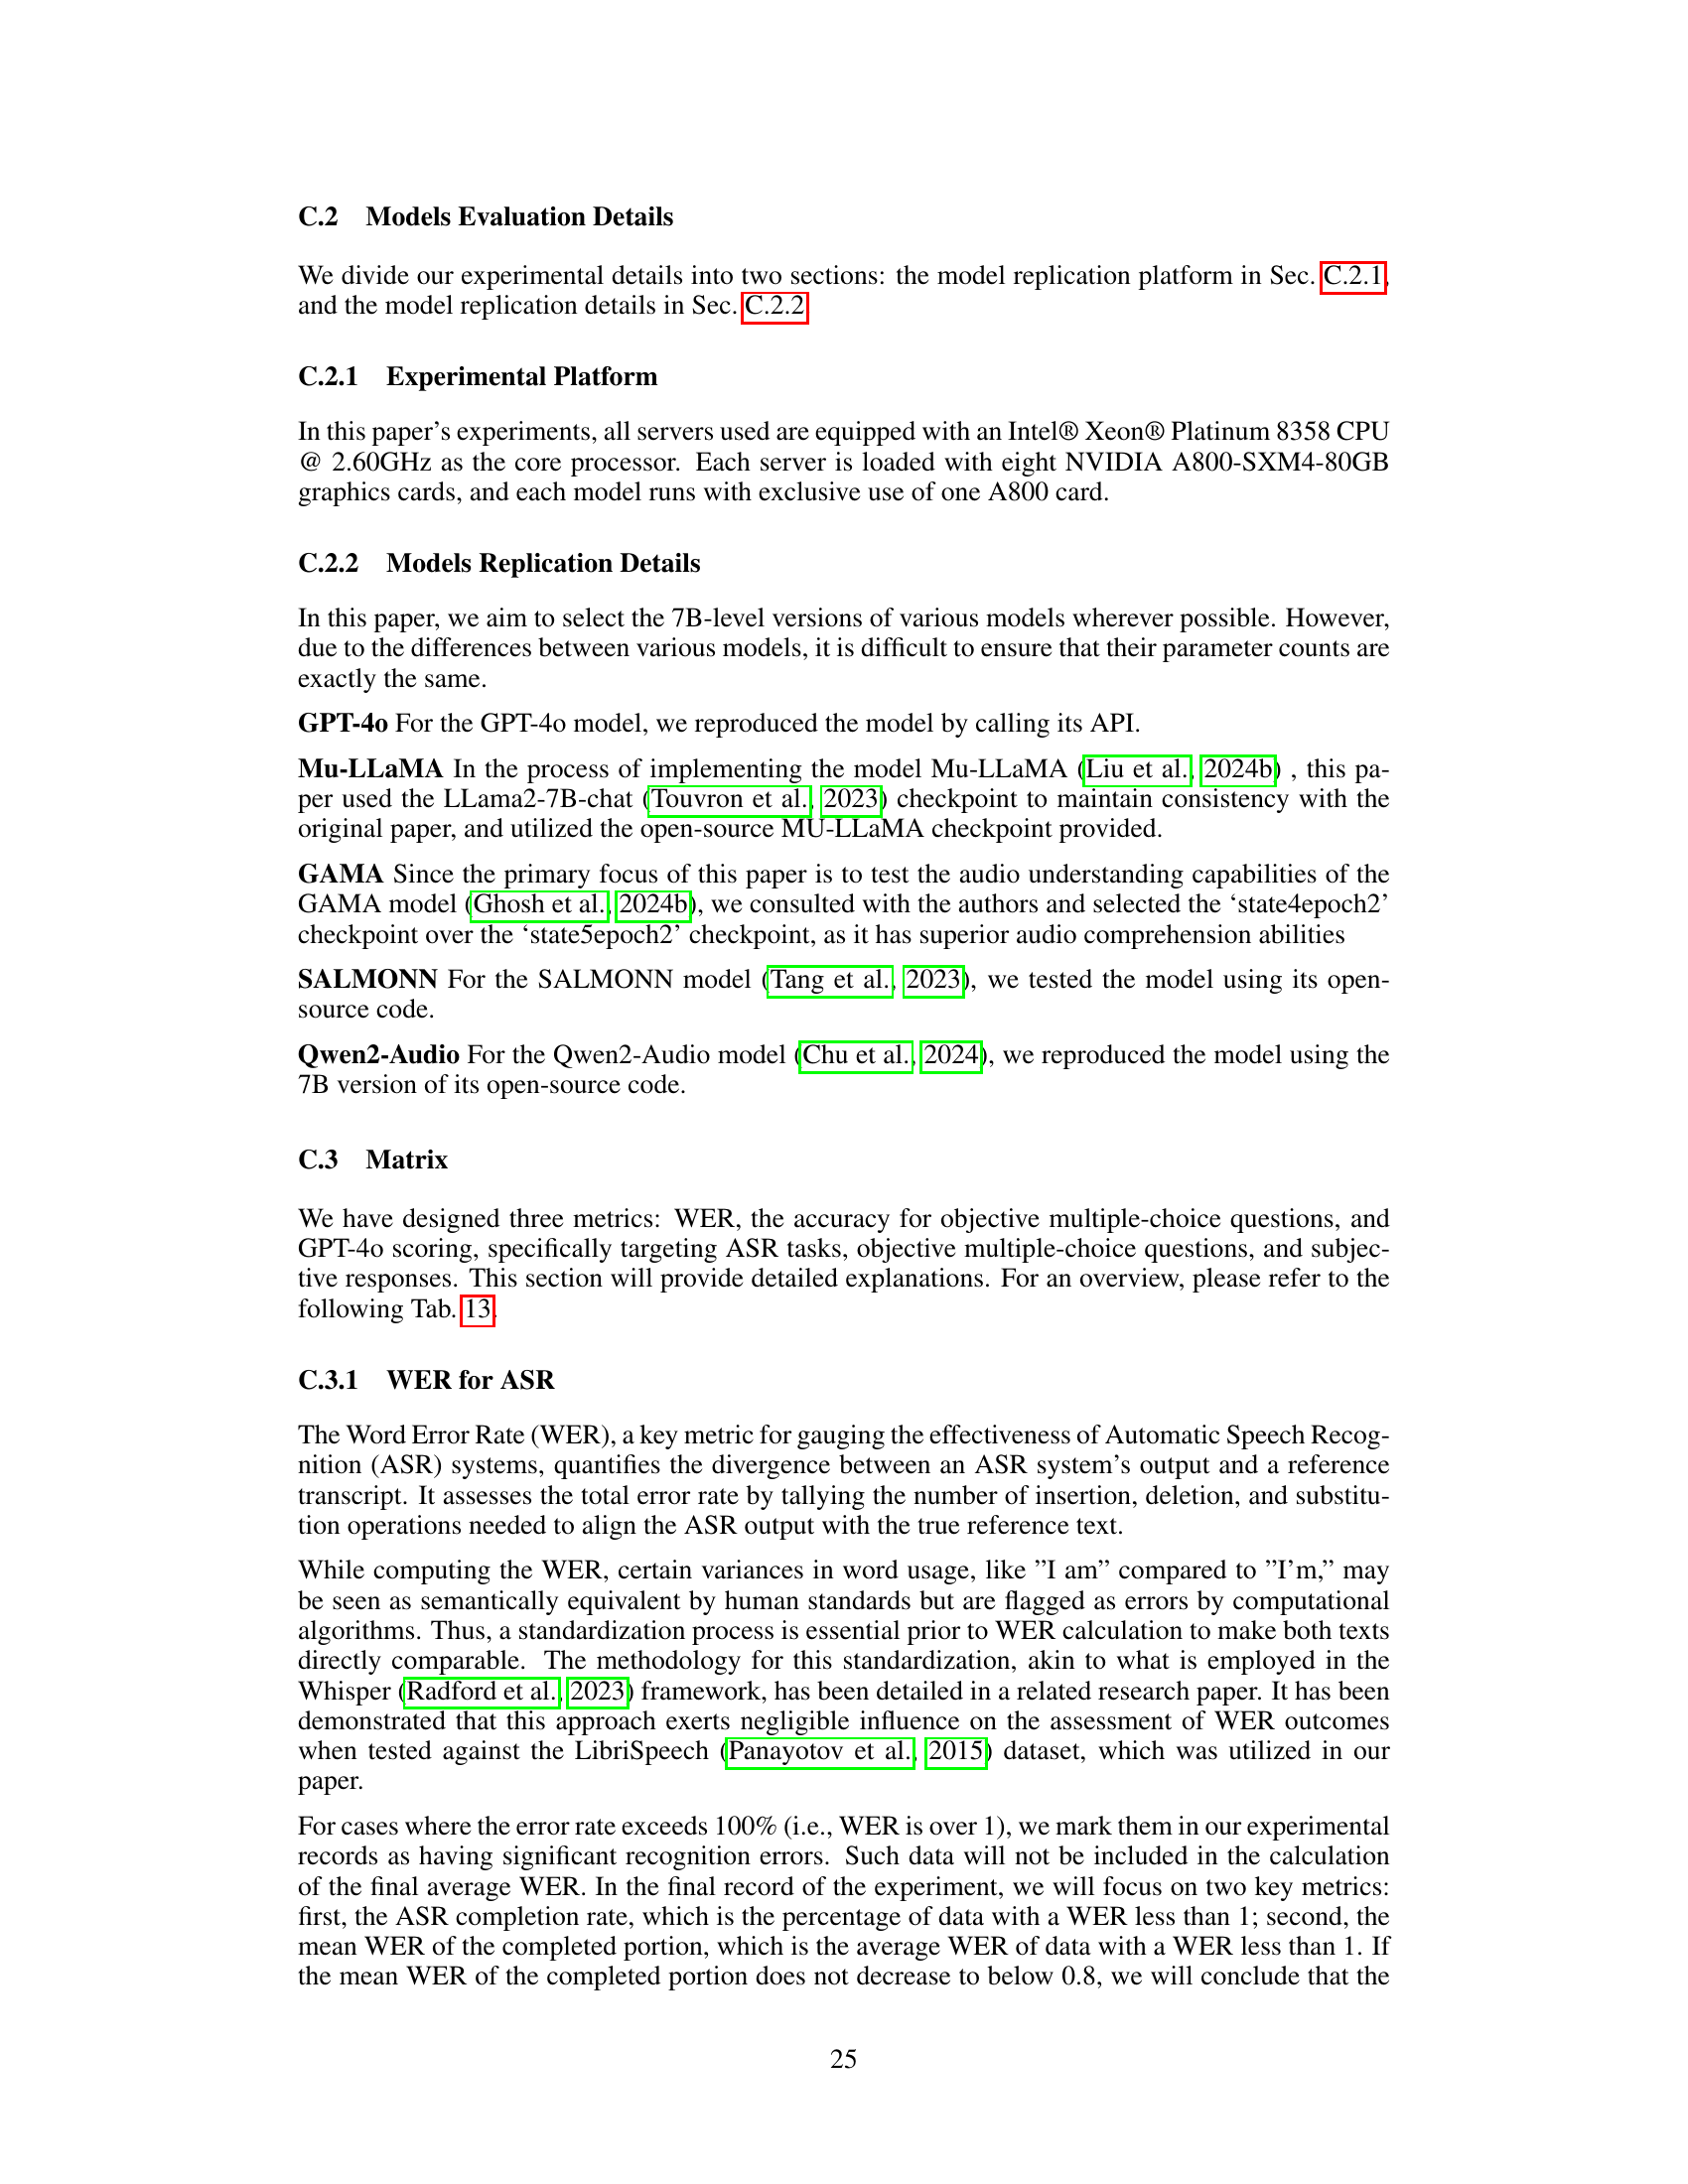 C.2 Models Evaluation Details
We divide our experimental details into two sections: the model replication platform in Sec. C.2.1,
and the model replication details in Sec. C.2.2
C.2.1 Experimental Platform
In this paper’s experiments, all servers used are equipped with an Intel® Xeon® Platinum 8358 CPU
@ 2.60GHz as the core processor. Each server is loaded with eight NVIDIA A800-SXM4-80GB
graphics cards, and each model runs with exclusive use of one A800 card.
C.2.2 Models Replication Details
In this paper, we aim to select the 7B-level versions of various models wherever possible. However,
due to the differences between various models, it is difficult to ensure that their parameter counts are
exactly the same.
GPT-4o For the GPT-4o model, we reproduced the model by calling its API.
Mu-LLaMA In the process of implementing the model Mu-LLaMA (Liu et al., 2024b) , this pa-
per used the LLama2-7B-chat (Touvron et al., 2023) checkpoint to maintain consistency with the
original paper, and utilized the open-source MU-LLaMA checkpoint provided.
GAMA Since the primary focus of this paper is to test the audio understanding capabilities of the
GAMA model (Ghosh et al., 2024b), we consulted with the authors and selected the ‘state4epoch2’
checkpoint over the ‘state5epoch2’ checkpoint, as it has superior audio comprehension abilities
SALMONN For the SALMONN model (Tang et al., 2023), we tested the model using its open-
source code.
Qwen2-Audio For the Qwen2-Audio model (Chu et al., 2024), we reproduced the model using the
7B version of its open-source code.
C.3 Matrix
We have designed three metrics: WER, the accuracy for objective multiple-choice questions, and
GPT-4o scoring, specifically targeting ASR tasks, objective multiple-choice questions, and subjec-
tive responses. This section will provide detailed explanations. For an overview, please refer to the
following Tab. 13.
C.3.1 WER for ASR
The Word Error Rate (WER), a key metric for gauging the effectiveness of Automatic Speech Recog-
nition (ASR) systems, quantifies the divergence between an ASR system’s output and a reference
transcript. It assesses the total error rate by tallying the number of insertion, deletion, and substitu-
tion operations needed to align the ASR output with the true reference text.
While computing the WER, certain variances in word usage, like ”I am” compared to ”I’m,” may
be seen as semantically equivalent by human standards but are flagged as errors by computational
algorithms. Thus, a standardization process is essential prior to WER calculation to make both texts
directly comparable. The methodology for this standardization, akin to what is employed in the
Whisper (Radford et al., 2023) framework, has been detailed in a related research paper. It has been
demonstrated that this approach exerts negligible influence on the assessment of WER outcomes
when tested against the LibriSpeech (Panayotov et al., 2015) dataset, which was utilized in our
paper.
For cases where the error rate exceeds 100% (i.e., WER is over 1), we mark them in our experimental
records as having significant recognition errors. Such data will not be included in the calculation
of the final average WER. In the final record of the experiment, we will focus on two key metrics:
first, the ASR completion rate, which is the percentage of data with a WER less than 1; second, the
mean WER of the completed portion, which is the average WER of data with a WER less than 1. If
the mean WER of the completed portion does not decrease to below 0.8, we will conclude that the
25